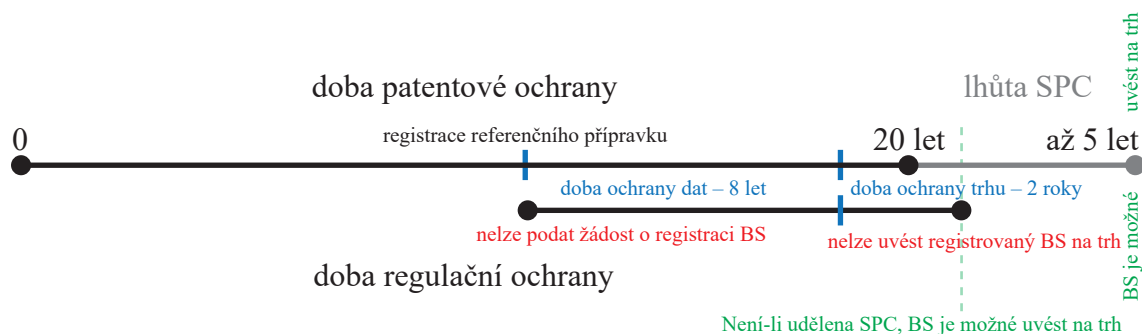 doba patentové ochrany
lhůta SPC
0
registrace referenčního přípravku
20 let
až 5 let
doba ochrany dat – 8 let
doba ochrany trhu – 2 roky
nelze podat žádost o registraci BS
nelze uvést registrovaný BS na trh
doba regulační ochrany
BS je možné uvést na trh
Není-li udělena SPC, BS je možné uvést na trh